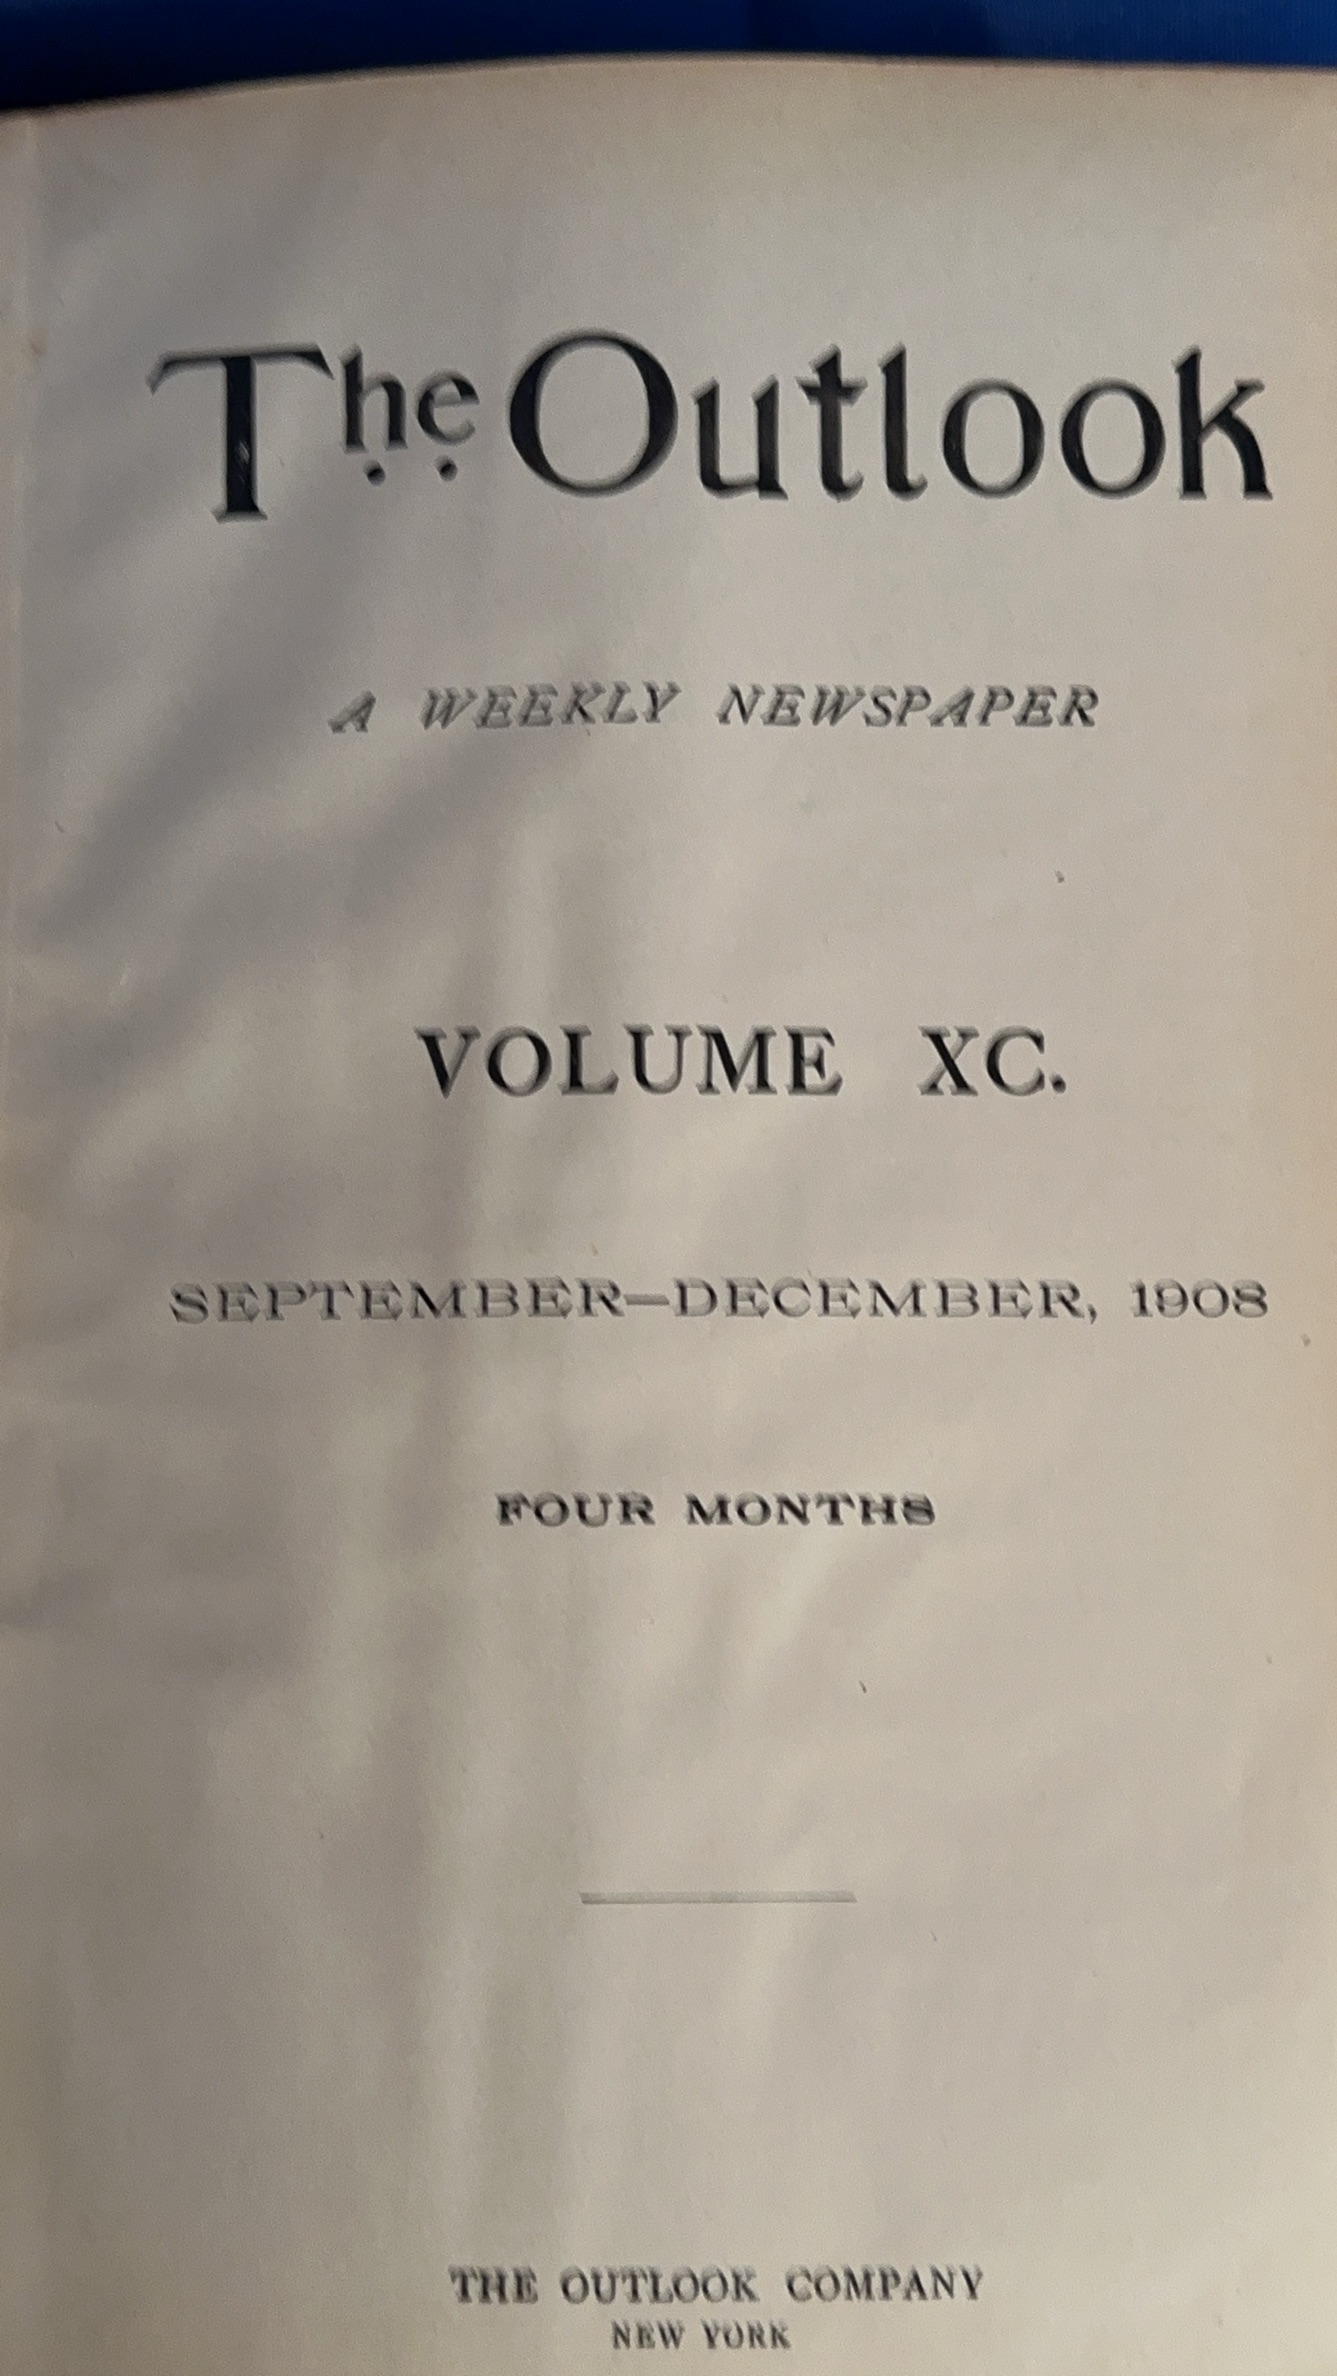 The Outlook
A WEEKLY NEWSPAPER
VOLUME XC.
SEPTEMBER—DECEMBER, 1908
FOUR MONTHS
THE OUTLOOK COMPANY
NEW YORK